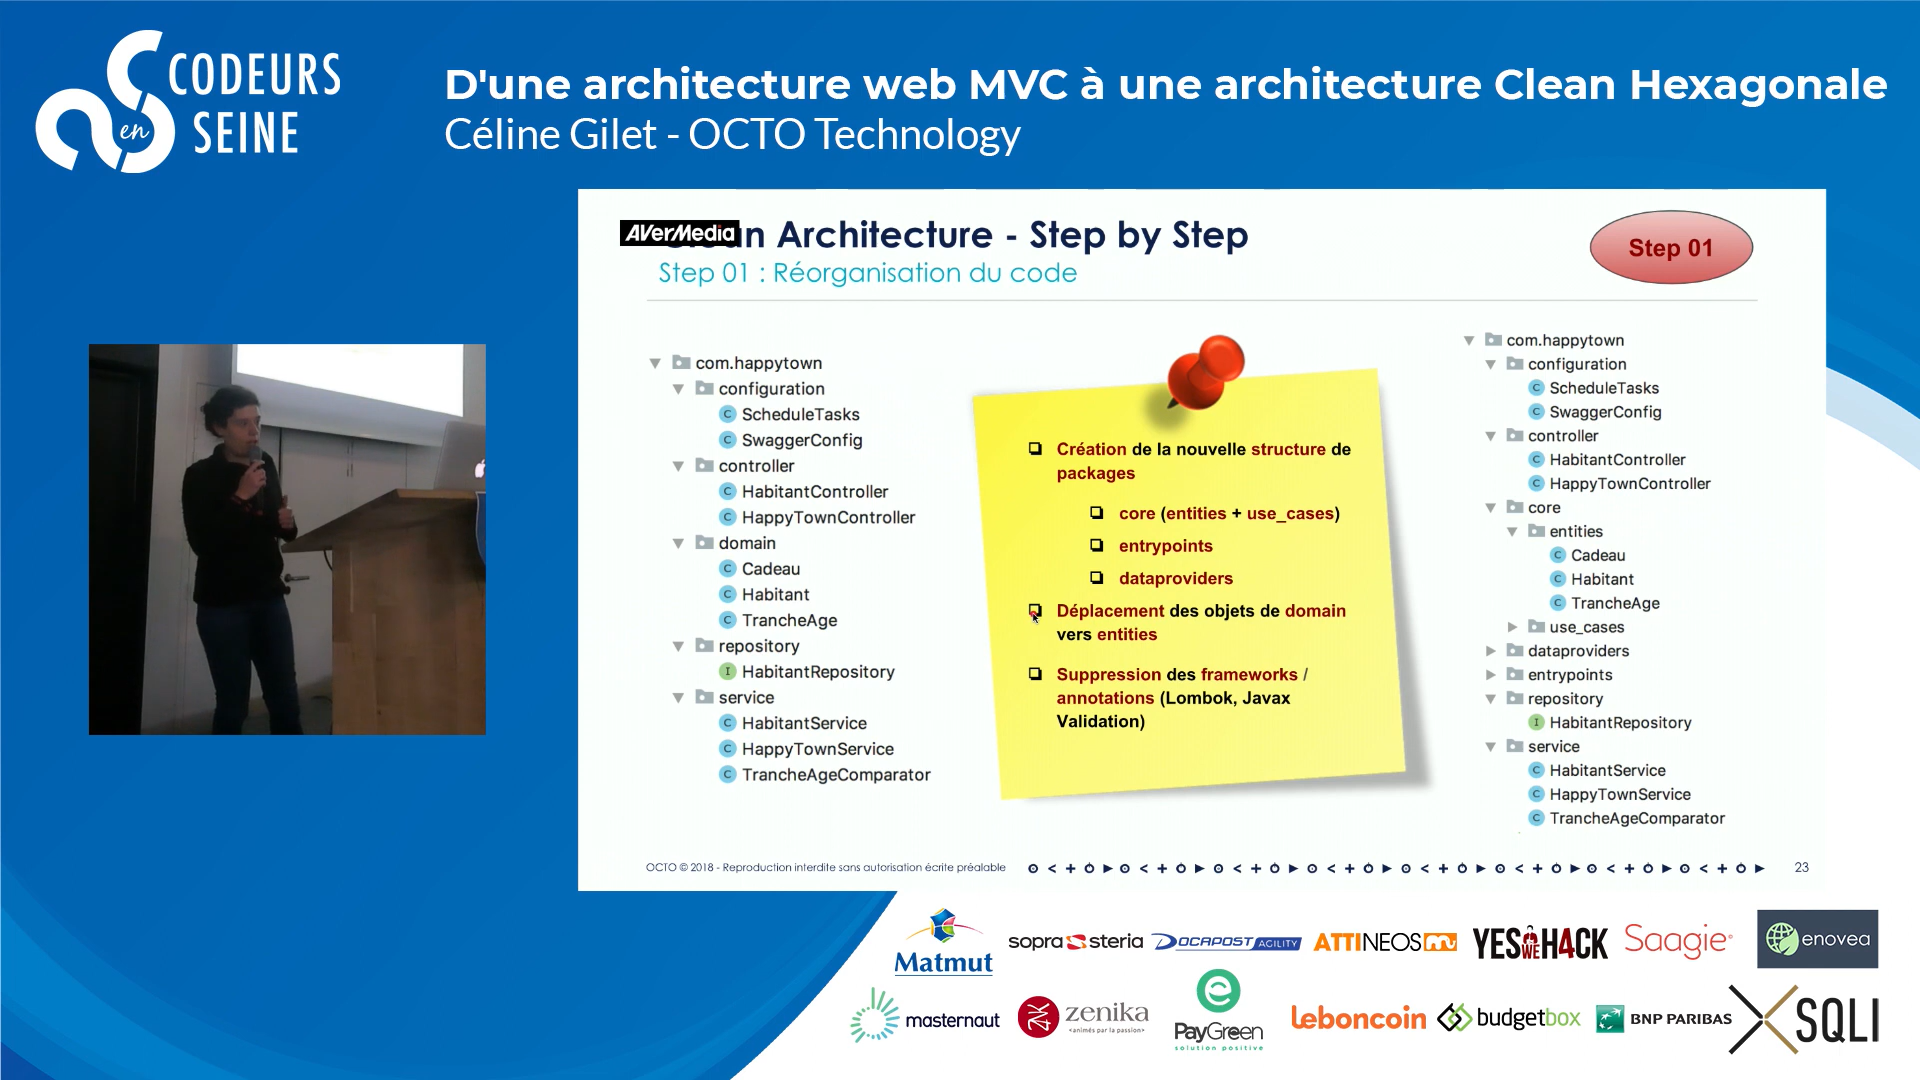 CODEURS
en
SEINE
D'une architecture web MVC à une architecture Clean Hexagonale
Céline Gilet - OCTO Technology
AVerMedia
n Architecture - Step by Step
Step 01 : Réorganisation du code
Step 01
com.happytown
configuration
ScheduleTasks
SwaggerConfig
controller
HabitantController
HappyTownController
domain
Cadeau
Habitant
TrancheAge
repository
HabitantRepository
service
HabitantService
HappyTownService
TrancheAgeComparator
Création de la nouvelle structure de
packages
core (entities + use_cases)
entrypoints
dataproviders
Déplacement des objets de domain
vers entities
Suppression des frameworks /
annotations (Lombok, Javax
Validation)
com.happytown
configuration
ScheduleTasks
SwaggerConfig
controller
HabitantController
HappyTownController
core
entities
Cadeau
Habitant
TrancheAge
use_cases
dataproviders
entrypoints
repository
HabitantRepository
service
HabitantService
HappyTownService
TrancheAgeComparator
OCTO © 2018 - Reproduction interdite sans autorisation écrite préalable
23
Matmut
sopra steria
DOCAPOST AGILITY
ATTINEOS
YES WE H4CK
Saagie
enovea
masternaut
zenika
<animés par la passion>
PayGreen
solution positive
leboncoin
budgetbox
BNP PARIBAS
SQLI